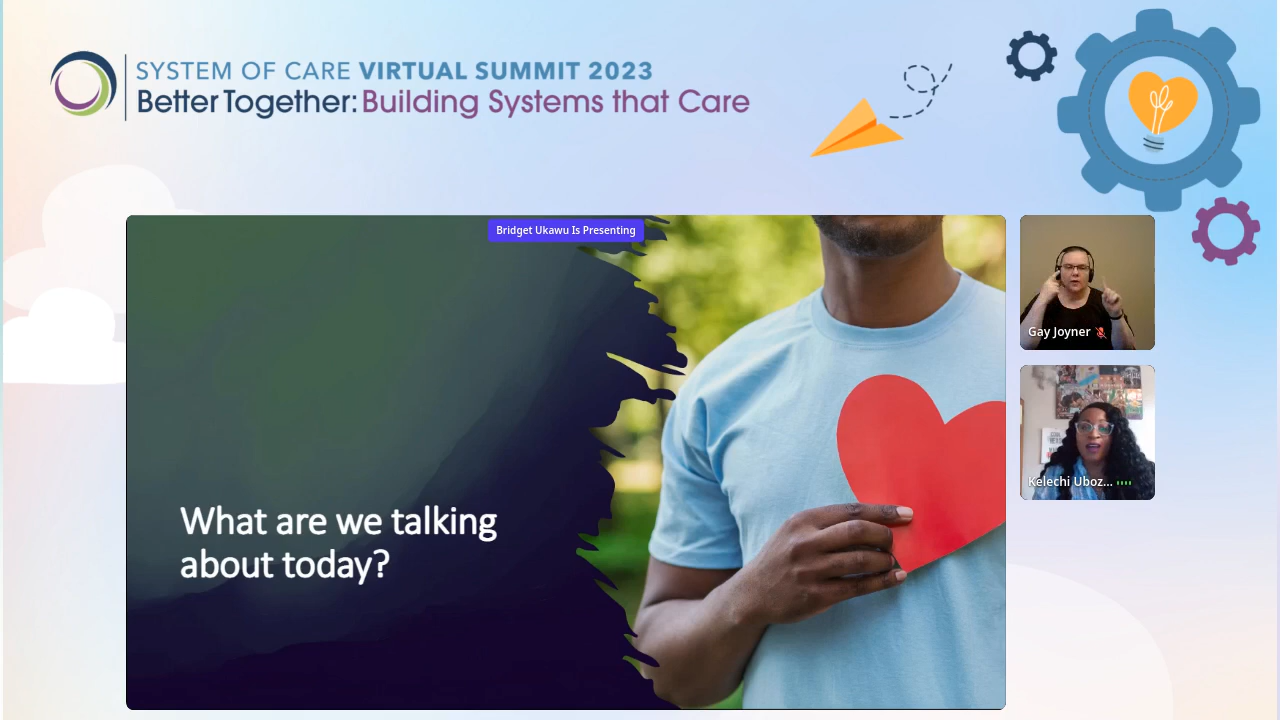 SYSTEM OF CARE VIRTUAL SUMMIT 2023
Better Together: Building Systems that Care
Bridget Ukawu Is Presenting
What are we talking
about today?
Gay Joyner
Kelechi Uboz...